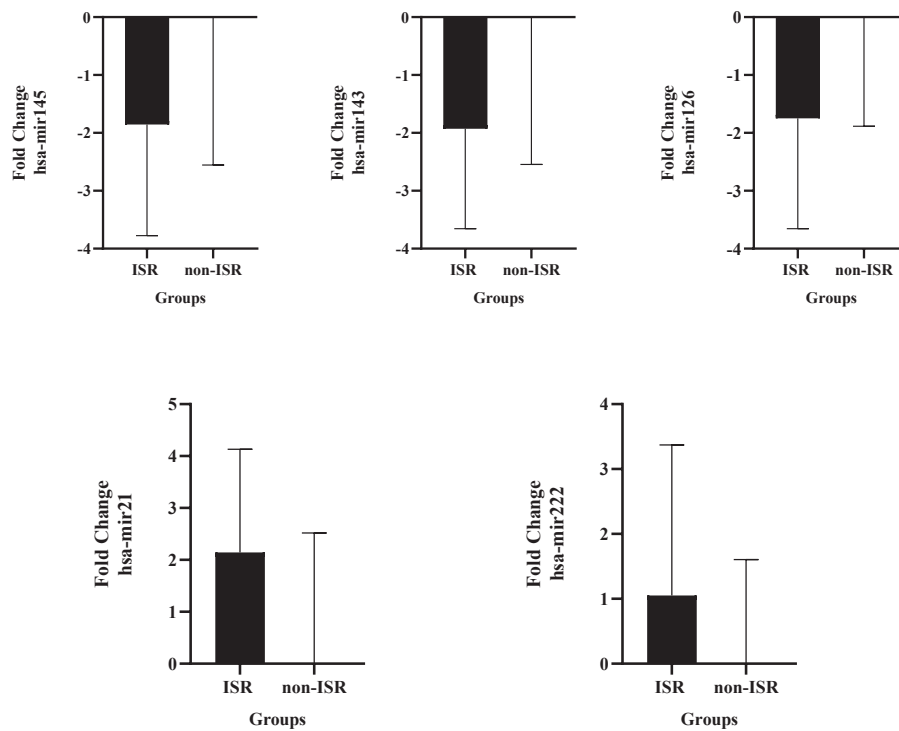 Fold Change
hsa-mir145
0
-1
-2
-3
-4
ISR
non-ISR
Groups
Fold Change
hsa-mir143
0
-1
-2
-3
-4
ISR
non-ISR
Groups
Fold Change
hsa-mir126
0
-1
-2
-3
-4
ISR
non-ISR
Groups
Fold Change
hsa-mir21
5
4
3
2
1
0
ISR
non-ISR
Groups
Fold Change
hsa-mir222
4
3
2
1
0
ISR
non-ISR
Groups